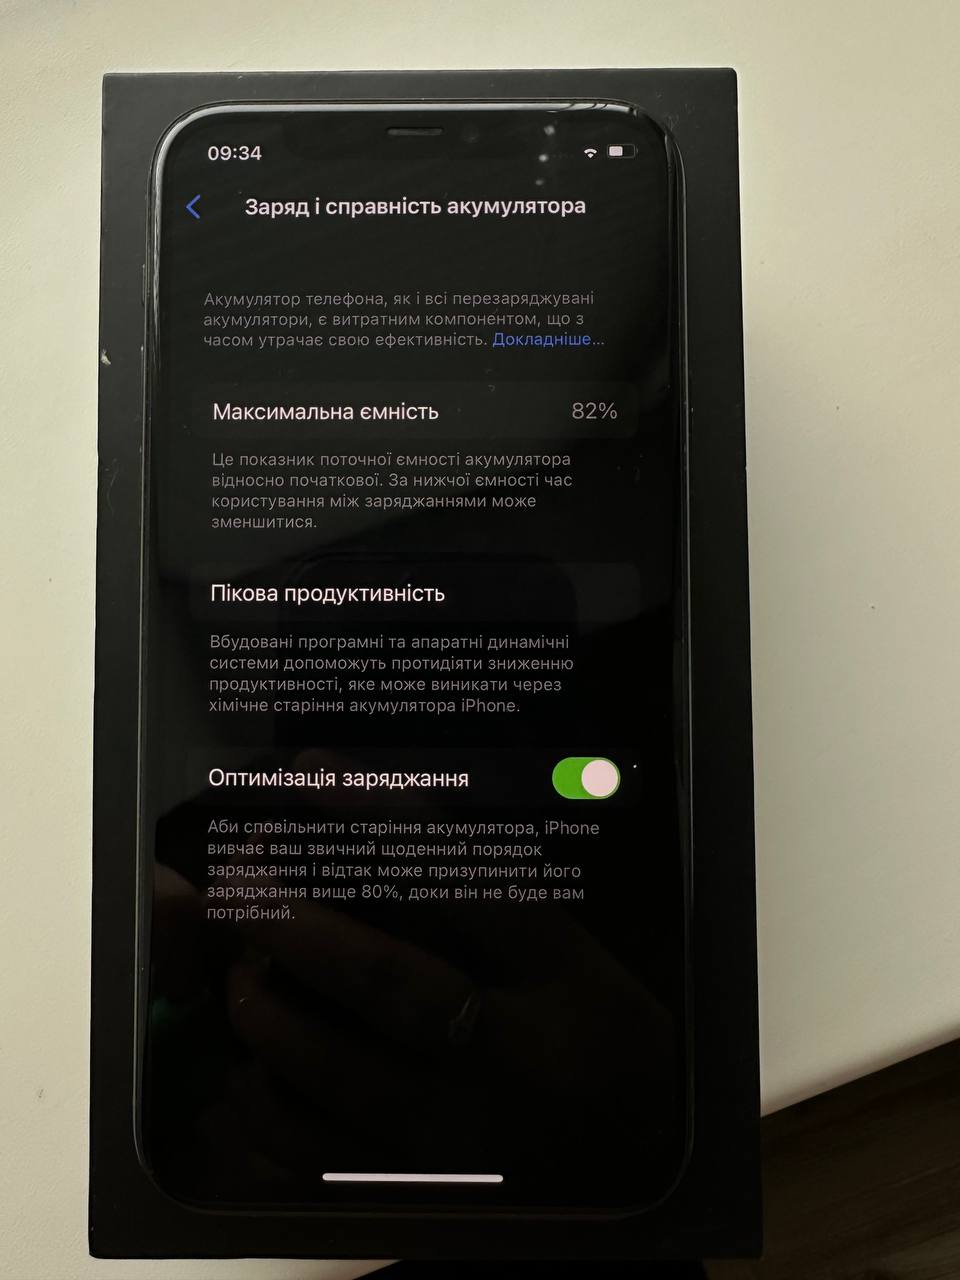 09:34
Заряд і справність акумулятора
Акумулятор телефона, як і всі перезаряджувані
акумулятори, є витратним компонентом, що з
часом утрачає свою ефективність. Докладніше...
Максимальна ємність 82%
Це показник поточної ємності акумулятора
відносно початкової. За нижчої ємності час
користування між заряджаннями може
зменшитися.
Пікова продуктивність
Вбудовані програмні та апаратні динамічні
системи допоможуть протидіяти зниженню
продуктивності, яке може виникати через
хімічне старіння акумулятора iPhone.
Оптимізація заряджання
Аби сповільнити старіння акумулятора, iPhone
вивчає ваш звичний щоденний порядок
заряджання і відтак може призупинити його
заряджання вище 80%, доки він не буде вам
потрібний.